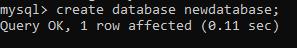 mysql> create database newdatabase;
Query OK, 1 row affected (0.11 sec)